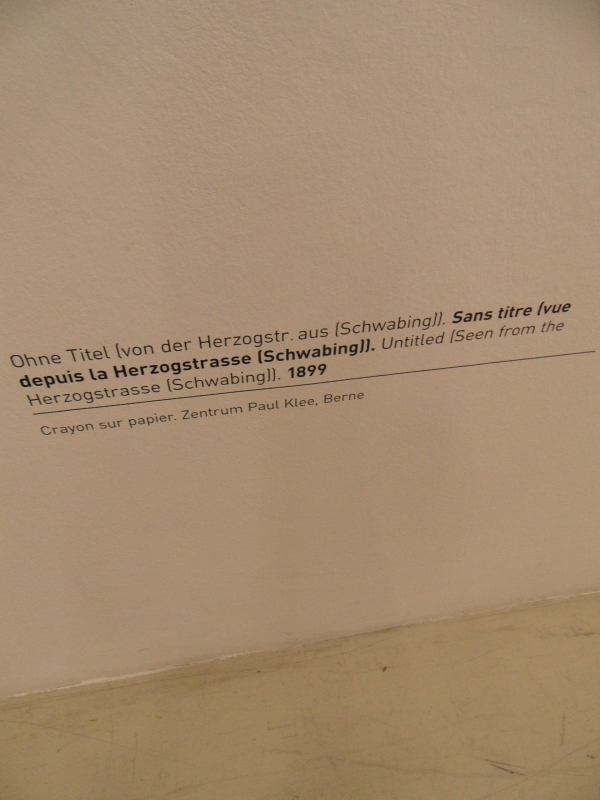 Ohne Titel (von der Herzogstr. aus (Schwabing)). Sans titre (vue
depuis la Herzogstrasse (Schwabing)). Untitled (Seen from the
Herzogstrasse (Schwabing)). 1899
Crayon sur papier. Zentrum Paul Klee, Berne